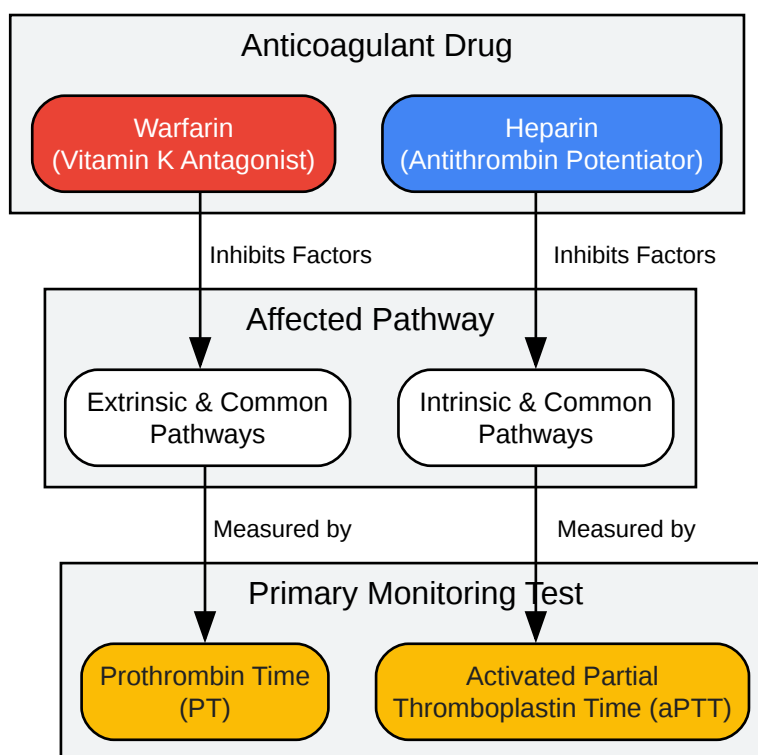 Anticoagulant Drug
Warfarin
(Vitamin K Antagonist)
Heparin
(Antithrombin Potentiator)
Inhibits Factors
Inhibits Factors
Affected Pathway
Extrinsic & Common
Pathways
Intrinsic & Common
Pathways
Measured by
Measured by
Primary Monitoring Test
Prothrombin Time
(PT)
Activated Partial
Thromboplastin Time (aPTT)